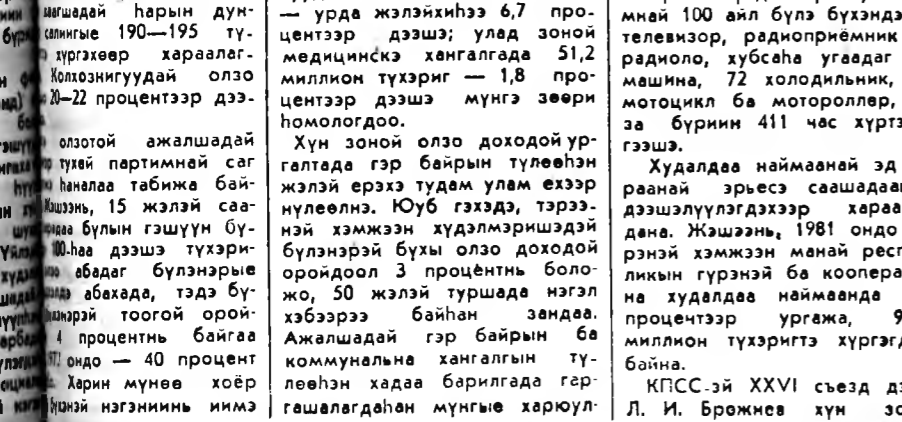 һарын дун-
190—195 тү-
хүргэхөөр хараалаг-
Колхознигуудай олзо
20—22 процентээр дээ-
олзотой ажалшадай
тухай партимнай саг
һаналаа табижа бай-
15 жэлэй саа-
бүлын гэшүүн бү-
100-һаа дээшэ түхэри-
абадаг бүлэнэрые
абахада, тэдэ бү-
тоогой орой-
4 процентнь байгаа
ондо — 40 процент
Харин мүнөө хоёр
нэгэниинь иимэ
— урда жэлэйхиһээ 6,7 про-
центээр дээшэ; улад зоной
медицинскэ хангалгада 51,2
миллион түхэриг — 1,8 про-
центээр дээшэ мүнгэ зөөри
һомологдоо.
Хүн зоной олзо доходой ур-
галтада гэр байрын түлөөһэн
жэлэй ерэхэ тудам улам ехээр
нүлөөлнэ. Юуб гэхэдэ, тэрээ-
нэй хэмжээн хүдэлмэришэдэй
бүлэнэрэй бүхы олзо доходой
оройдоол 3 процентнь боло-
жо, 50 жэлэй туршада нэгэл
хэбээрээ байһан зандаа.
Ажалшадай гэр байрын ба
коммунальна хангалгын тү-
лөөһэн хадаа барилгада гар-
гашалагдаһан мүнгые харюул-
мнай 100 айл бүлэ бүхэндэ
телевизор, радиоприёмник
радиоло, хубсаһа угаадаг
машина, 72 холодильник,
мотоцикл ба мотороллер,
за бүриин 411 час хүртэ
гээшэ.
Худалдаа наймаанай эд
раанай эрьесэ саашадаа
дээшэлүүлэгдэхээр хараа
дана. Жэшээнь, 1981 ондо
рэнэй хэмжээн манай респ
ликын гүрэнэй ба коопера
на худалдаа наймаанда
процентээр ургажа, 9
миллион түхэригтэ хүргэгд
байна.
КПСС-эй XXVI съезд дэ
Л. И. Брежнев хүн зо